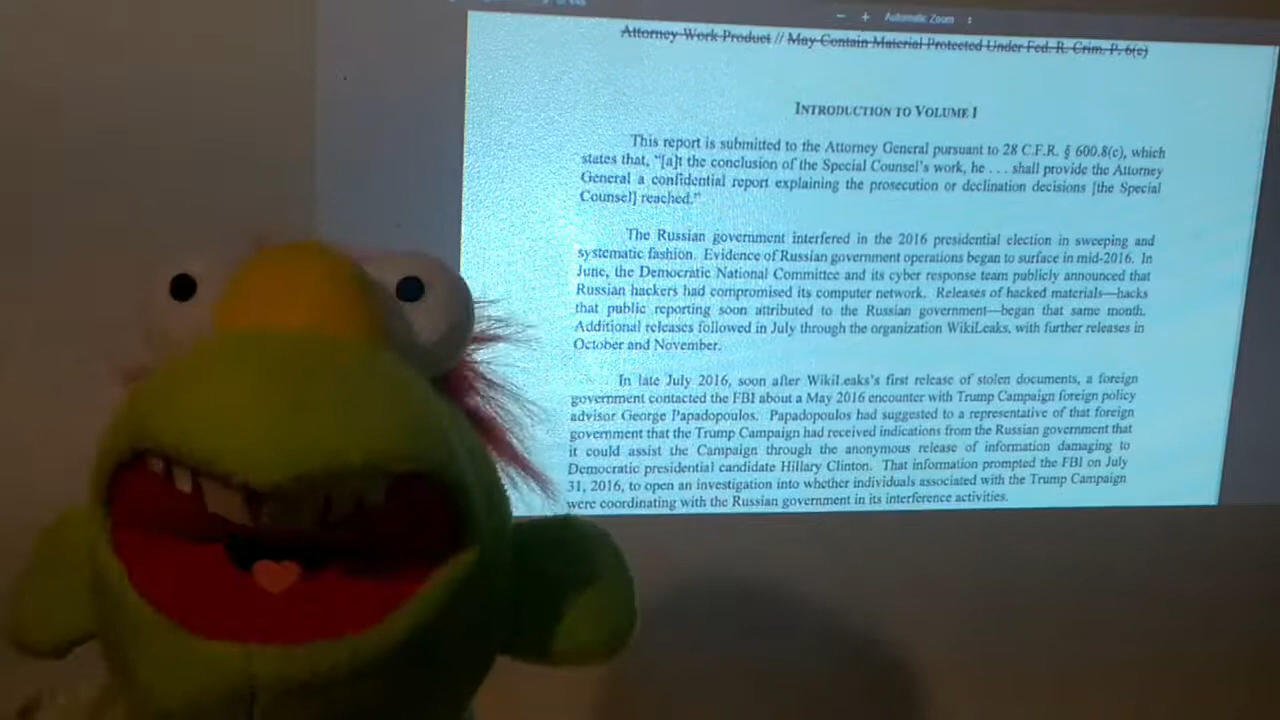 Automatic Zoom
Attorney Work Product // May Contain Material Protected Under Fed. R. Crim. P. 6(e)
INTRODUCTION TO VOLUME I
This report is submitted to the Attorney General pursuant to 28 C.F.R. § 600.8(c), which
states that, "[a]t the conclusion of the Special Counsel's work, he . . . shall provide the Attorney
General a confidential report explaining the prosecution or declination decisions [the Special
Counsel] reached."
The Russian government interfered in the 2016 presidential election in sweeping and
systematic fashion. Evidence of Russian government operations began to surface in mid-2016. In
June, the Democratic National Committee and its cyber response team publicly announced that
Russian hackers had compromised its computer network. Releases of hacked materials—hacks
that public reporting soon attributed to the Russian government—began that same month.
Additional releases followed in July through the organization WikiLeaks, with further releases in
October and November.
In late July 2016, soon after WikiLeaks's first release of stolen documents, a foreign
government contacted the FBI about a May 2016 encounter with Trump Campaign foreign policy
advisor George Papadopoulos. Papadopoulos had suggested to a representative of that foreign
government that the Trump Campaign had received indications from the Russian government that
it could assist the Campaign through the anonymous release of information damaging to
Democratic presidential candidate Hillary Clinton. That information prompted the FBI on July
31, 2016, to open an investigation into whether individuals associated with the Trump Campaign
were coordinating with the Russian government in its interference activities.